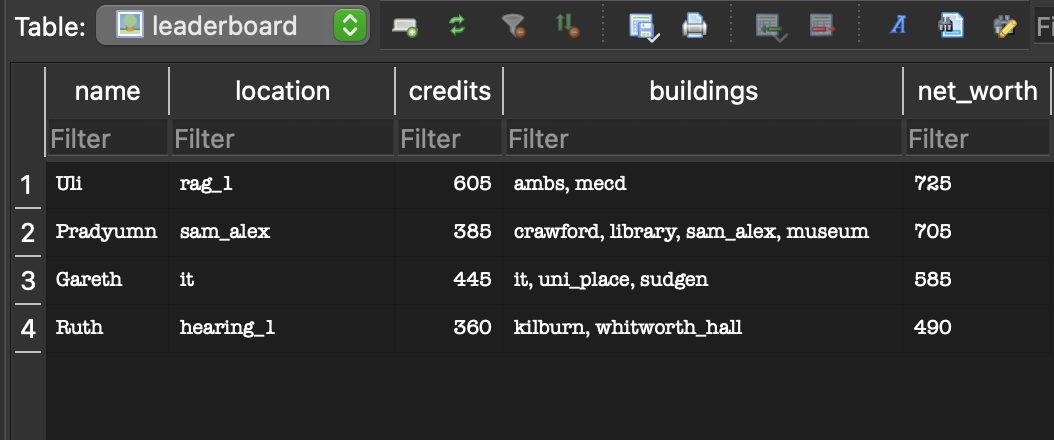 Table: leaderboard Fi
name location credits buildings net_worth
Filter Filter Filter Filter Filter
1 Uli rag_1 605 ambs, mecd 725
2 Pradyumn sam_alex 385 crawford, library, sam_alex, museum 705
3 Gareth it 445 it, uni_place, sudgen 585
4 Ruth hearing_1 360 kilburn, whitworth_hall 490